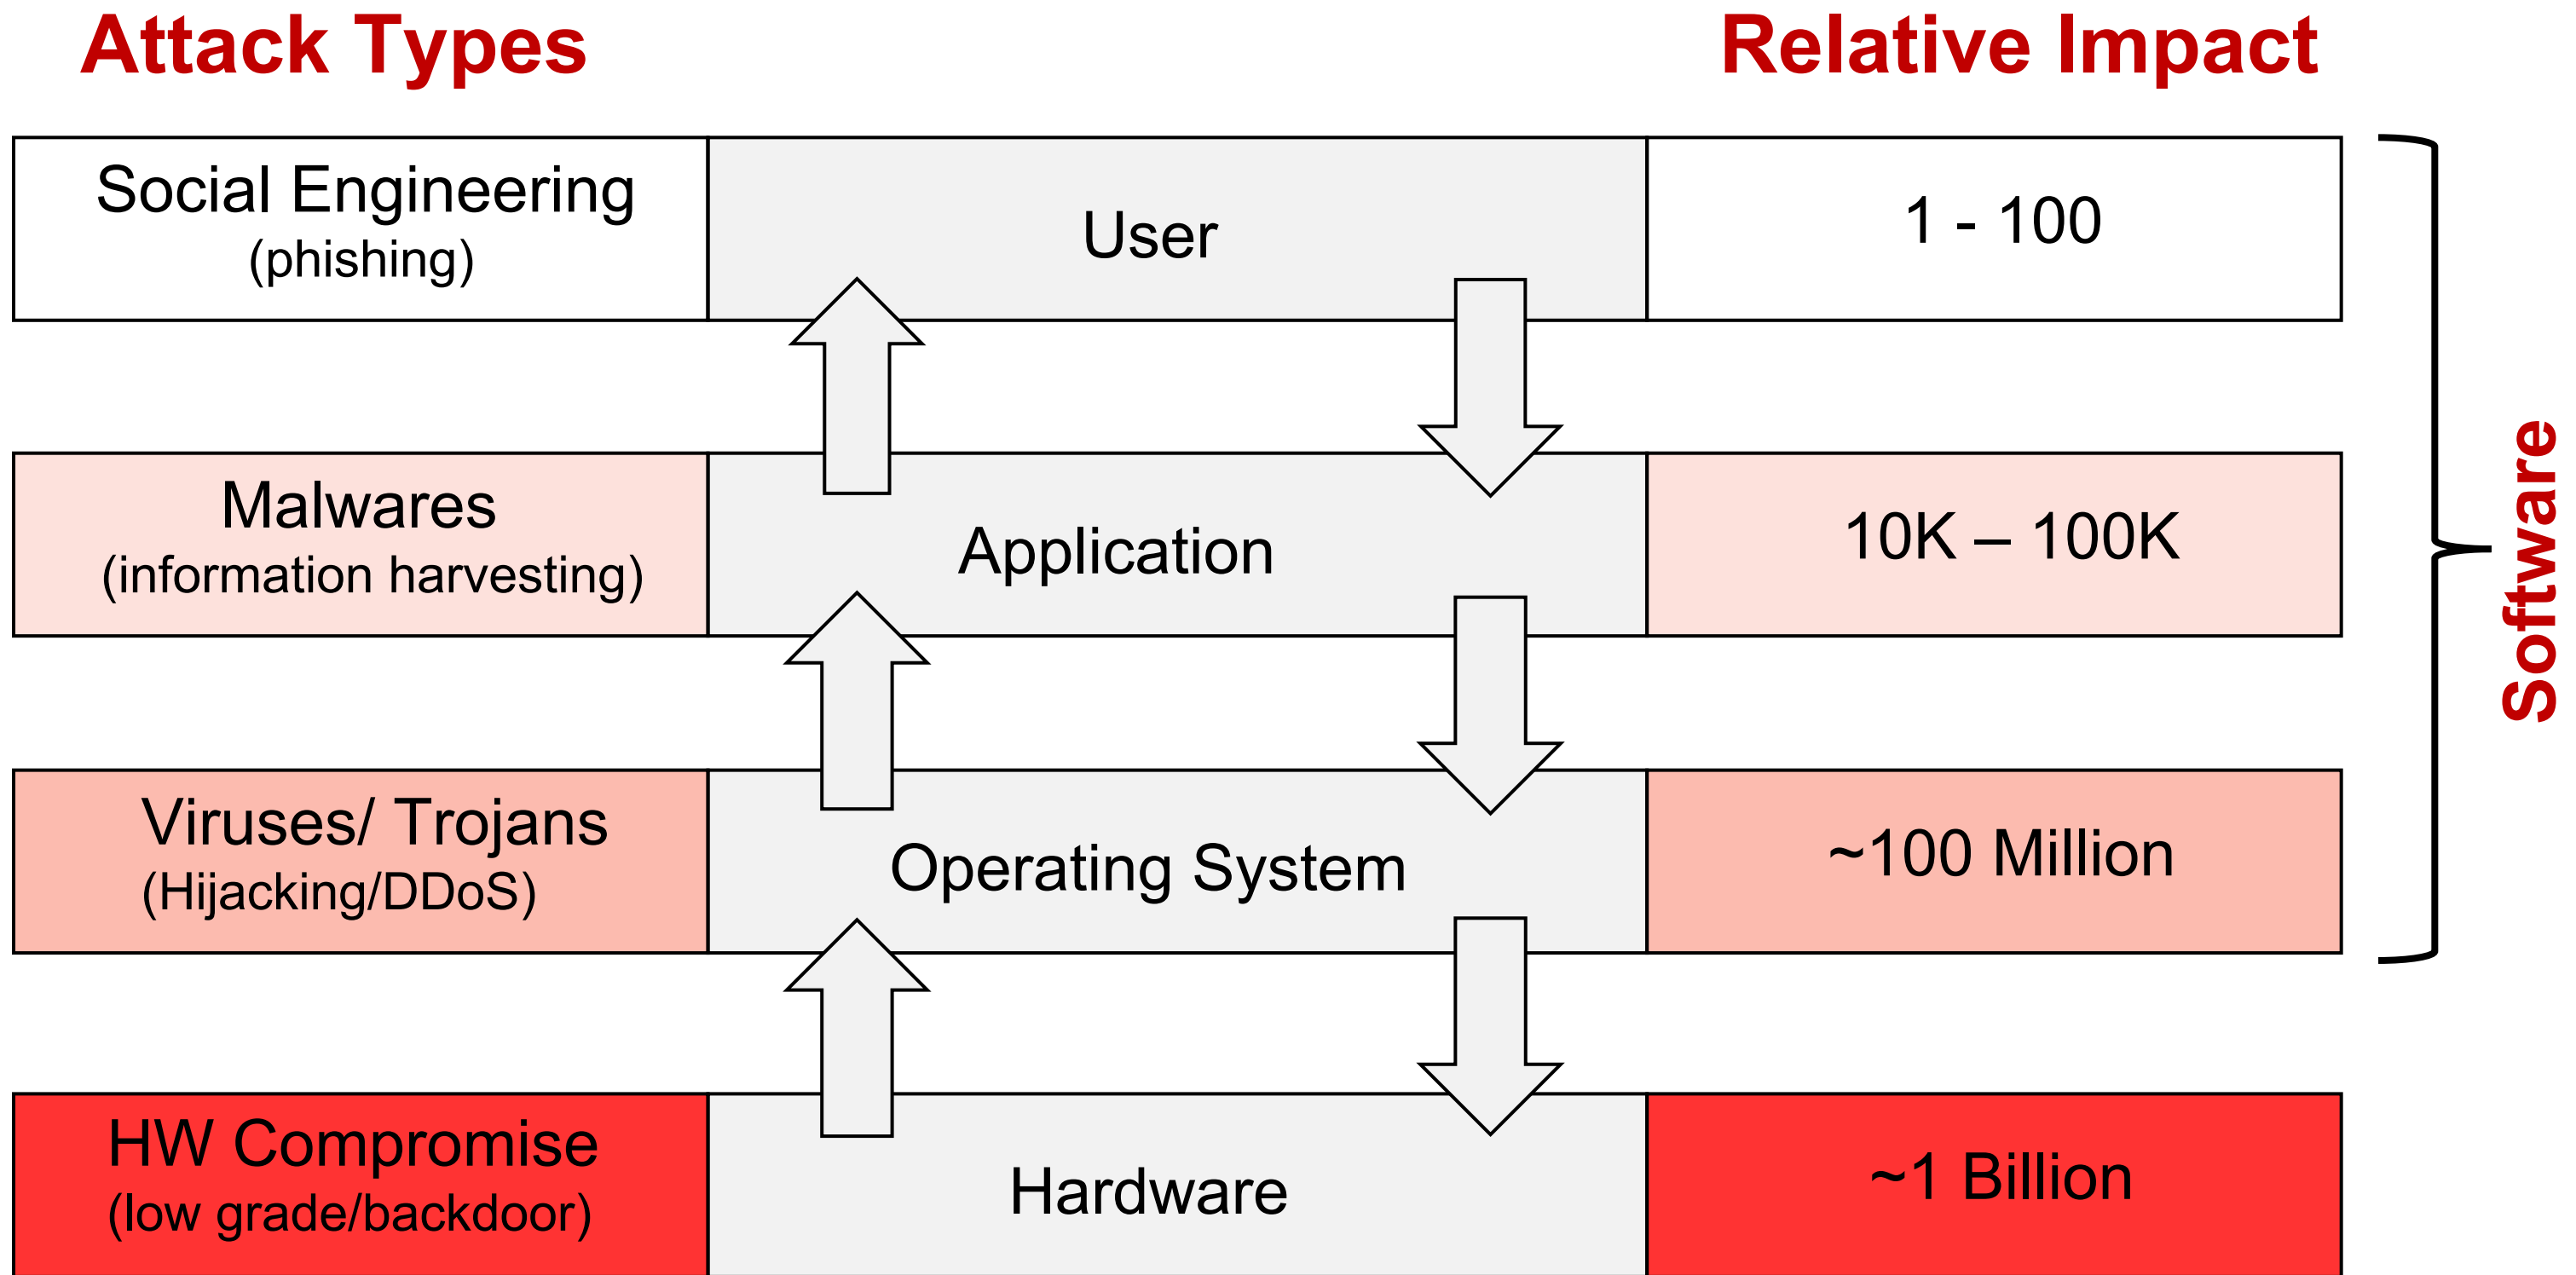 Attack Types
Relative Impact
Social Engineering
(phishing)
User
1 - 100
Malwares
(information harvesting)
Application
10K – 100K
Viruses/ Trojans
(Hijacking/DDoS)
Operating System
~100 Million
HW Compromise
(low grade/backdoor)
Hardware
~1 Billion
Software